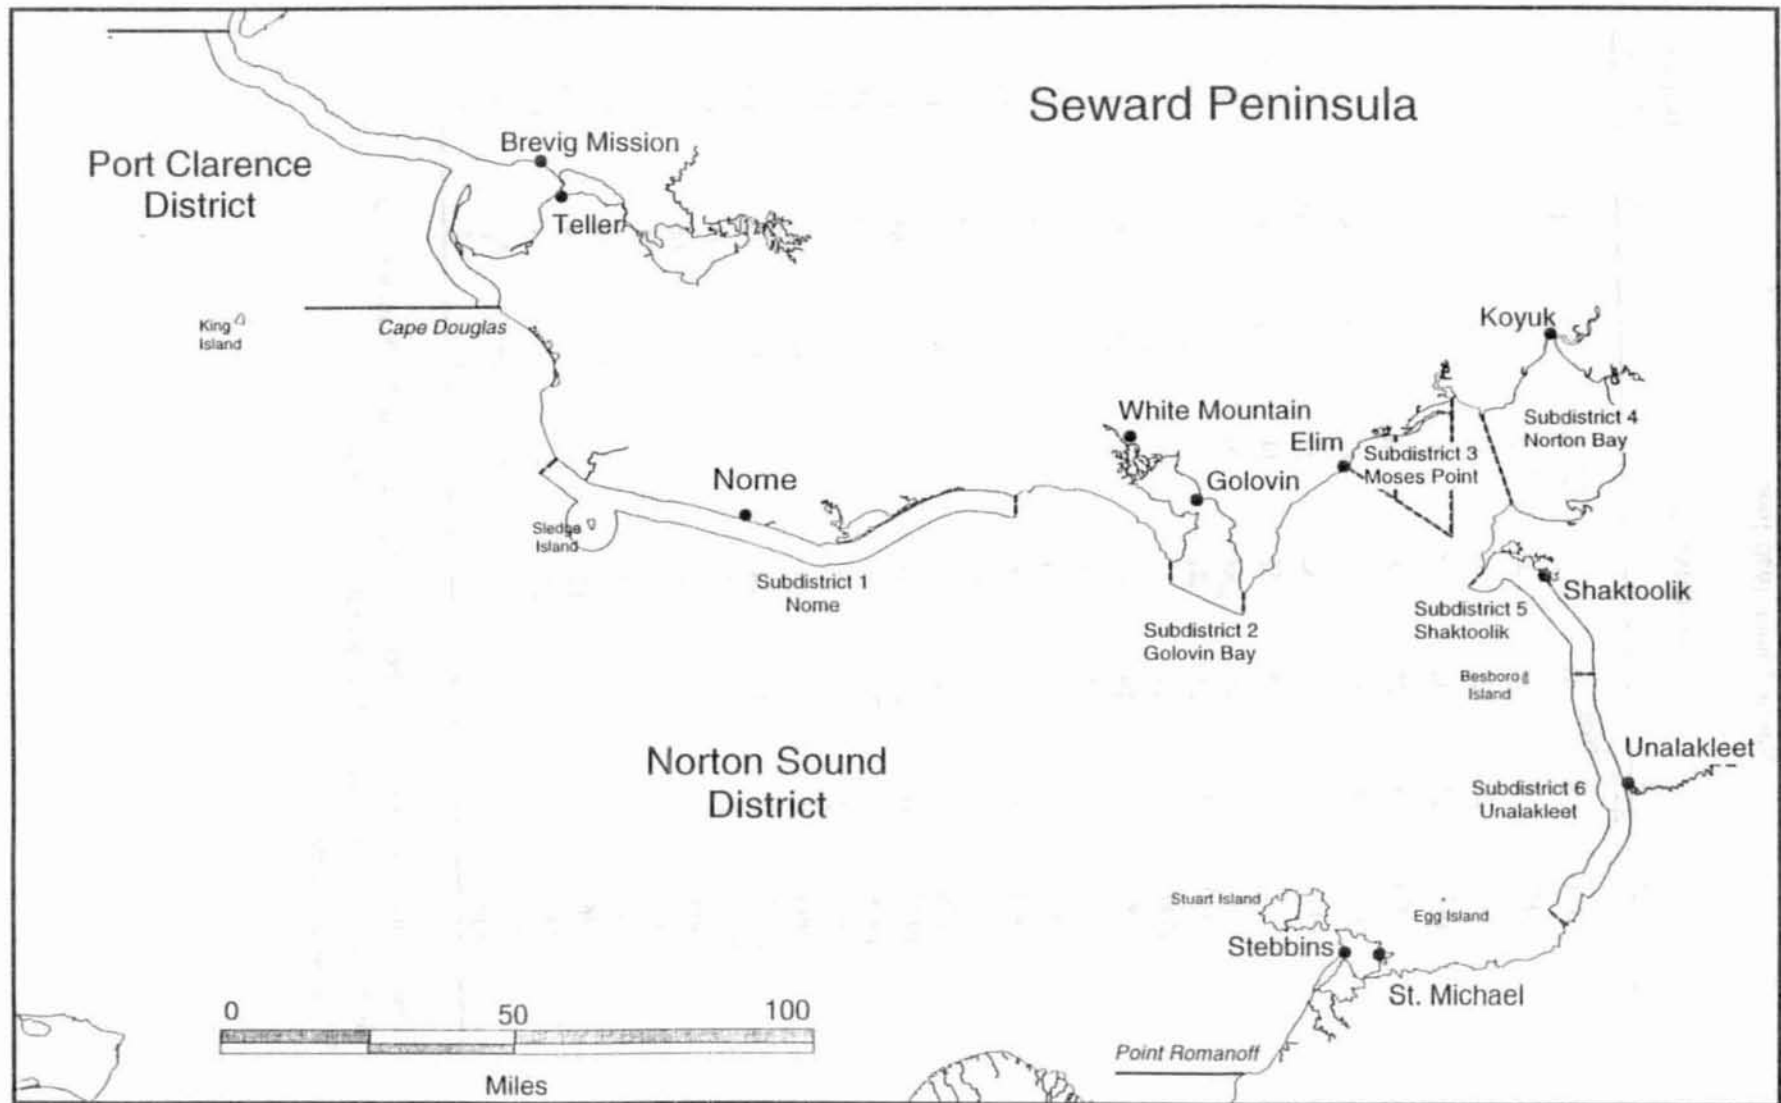 Seward Peninsula
Port Clarence
District
Brevig Mission
Teller
King
Island
Cape Douglas
Koyuk
White Mountain
Elim
Subdistrict 4
Norton Bay
Subdistrict 3
Moses Point
Nome
Golovin
Sledge
Island
Subdistrict 1
Nome
Shaktoolik
Subdistrict 5
Shaktoolik
Subdistrict 2
Golovin Bay
Besboro
Island
Norton Sound
District
Unalakleet
Subdistrict 6
Unalakleet
Stuart Island
Egg Island
Stebbins
St. Michael
0 50 100
Miles
Point Romanoff